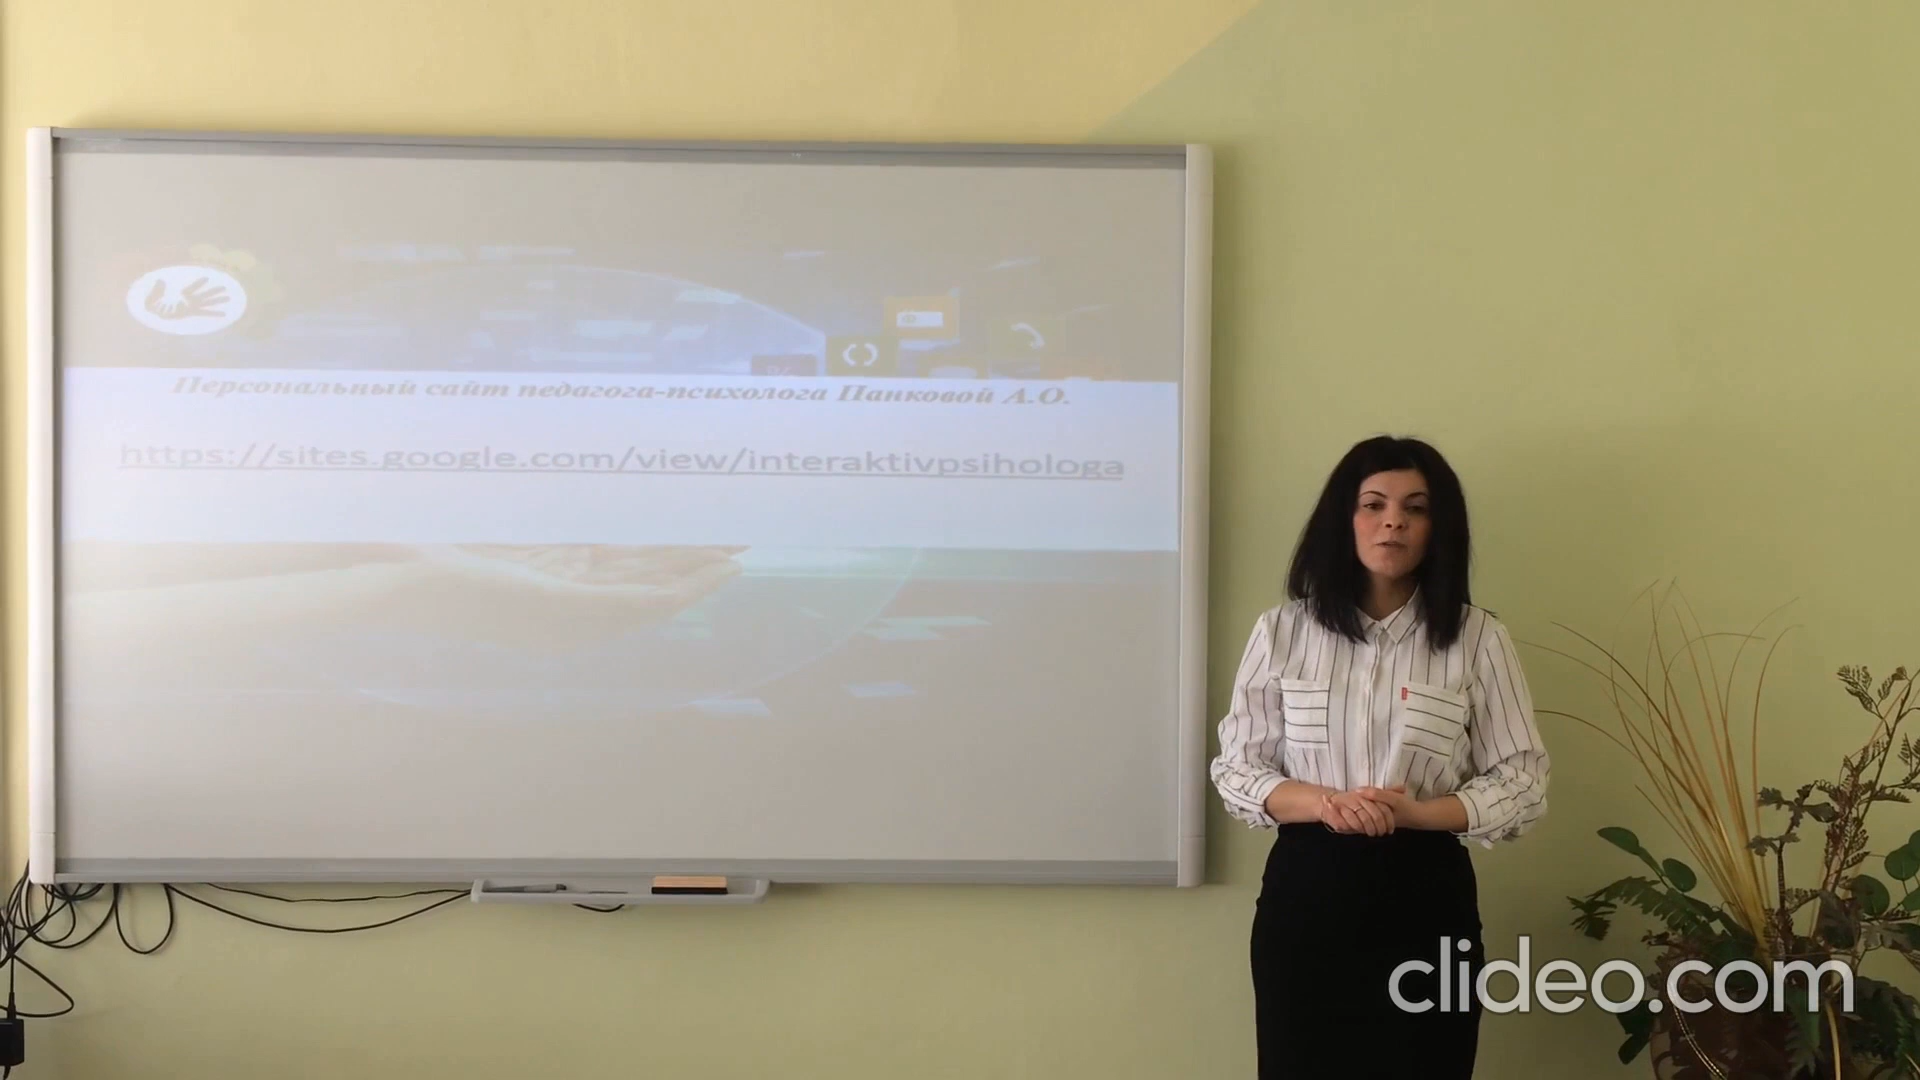 Персональный сайт педагога-психолога Панковой А.О.
https://sites.google.com/view/interaktivpsihologa
clideo.com